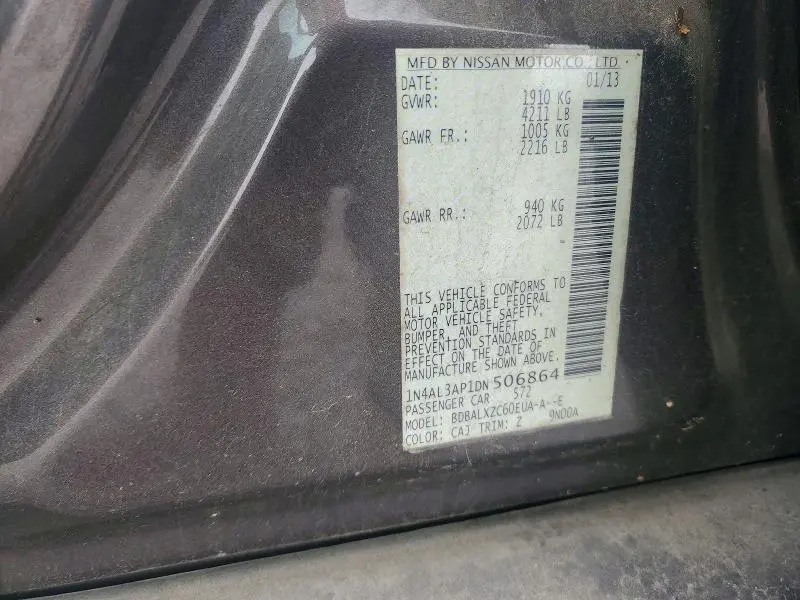 MFD BY NISSAN MOTOR CO., LTD.
DATE: 01/13
GVWR: 1910 KG
4211 LB
GAWR FR.: 1005 KG
2216 LB
GAWR RR.: 940 KG
2072 LB
THIS VEHICLE CONFORMS TO
ALL APPLICABLE FEDERAL
MOTOR VEHICLE SAFETY,
BUMPER, AND THEFT
PREVENTION STANDARDS IN
EFFECT ON THE DATE OF
MANUFACTURE SHOWN ABOVE.
1N4AL3AP1DN506864
PASSENGER CAR 572
MODEL: BDBALXZC60EUA-A--E
COLOR: CAJ TRIM: Z 9N00A